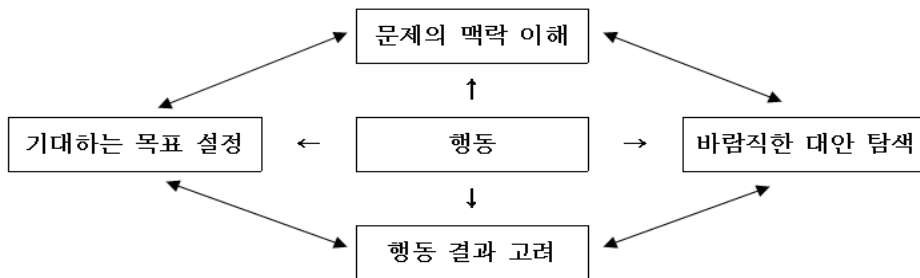 문제의 맥락 이해
↑
기대하는 목표 설정 ← 행동 → 바람직한 대안 탐색
↓
행동 결과 고려